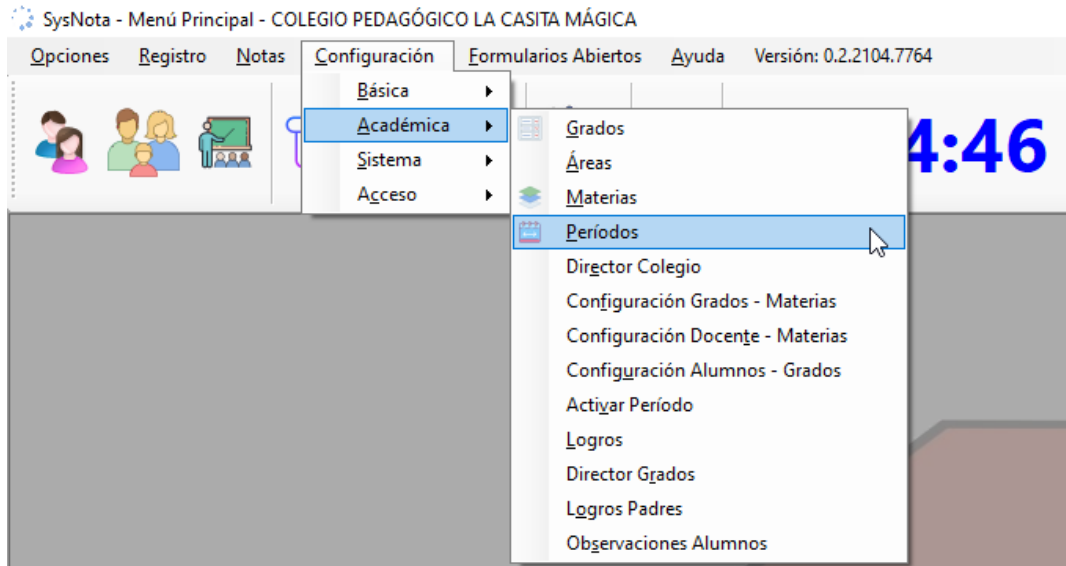 SysNota - Menú Principal - COLEGIO PEDAGÓGICO LA CASITA MÁGICA
Opciones Registro Notas Configuración Formularios Abiertos Ayuda Versión: 0.2.2104.7764
Básica
Académica
Sistema
Acceso
4:46
Grados
Áreas
Materias
Períodos
Director Colegio
Configuración Grados - Materias
Configuración Docente - Materias
Configuración Alumnos - Grados
Activar Período
Logros
Director Grados
Logros Padres
Observaciones Alumnos